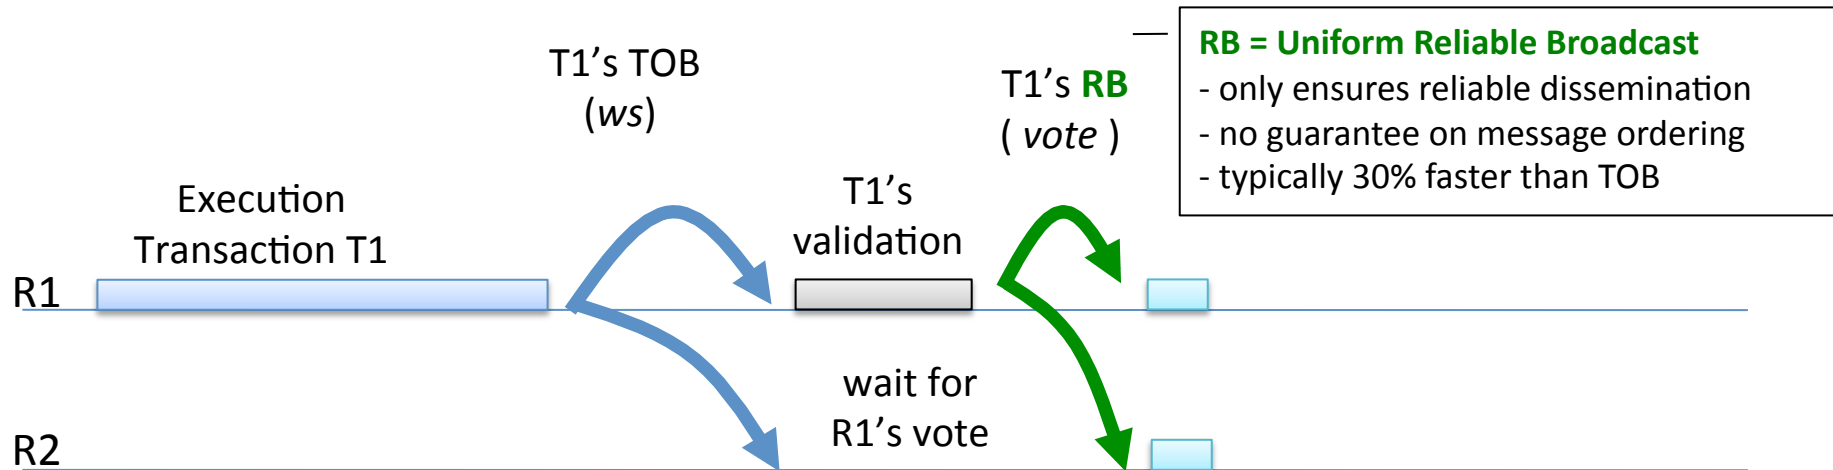 T1's TOB
(ws)
T1's RB
( vote )
RB = Uniform Reliable Broadcast
- only ensures reliable dissemination
- no guarantee on message ordering
- typically 30% faster than TOB
Execution
Transaction T1
T1's
validation
R1
wait for
R1's vote
R2